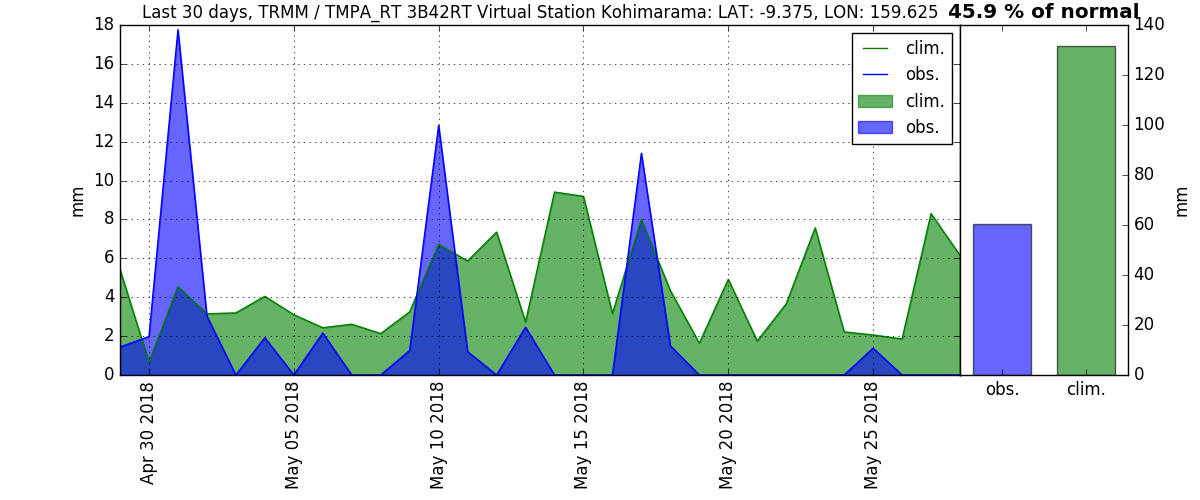 Last 30 days, TRMM / TMPA_RT 3B42RT Virtual Station Kohimarama: LAT: -9.375, LON: 159.625
45.9 % of normal
18
16
14
12
10
8
6
4
2
0
mm
clim.
obs.
clim.
obs.
Apr 30 2018
May 05 2018
May 10 2018
May 15 2018
May 20 2018
May 25 2018
140
120
100
80
60
40
20
0
mm
obs.
clim.